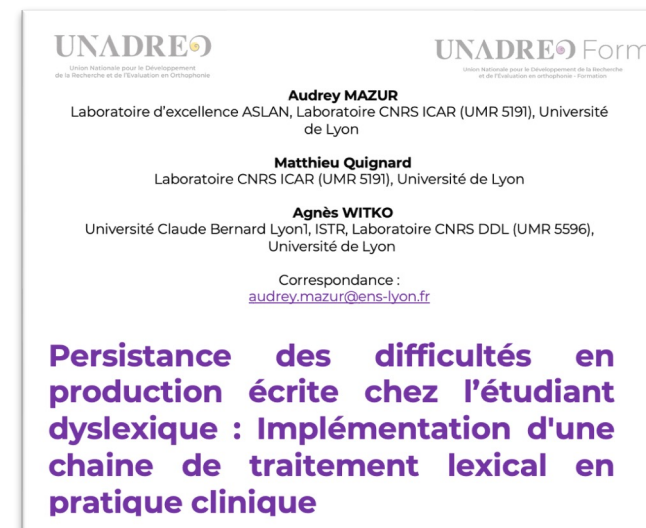 UNADREO
Union Nationale pour le Développement
de la Recherche et de l'Évaluation en Orthophonie
UNADREO Form
Union Nationale pour le Développement de la Recherche
et de l'Évaluation en orthophonie - Formation
Audrey MAZUR
Laboratoire d'excellence ASLAN, Laboratoire CNRS ICAR (UMR 5191), Université
de Lyon
Matthieu Quignard
Laboratoire CNRS ICAR (UMR 5191), Université de Lyon
Agnès WITKO
Université Claude Bernard Lyon1, ISTR, Laboratoire CNRS DDL (UMR 5596),
Université de Lyon
Correspondance :
audrey.mazur@ens-lyon.fr
Persistance des difficultés en
production écrite chez l'étudiant
dyslexique : Implémentation d'une
chaine de traitement lexical en
pratique clinique